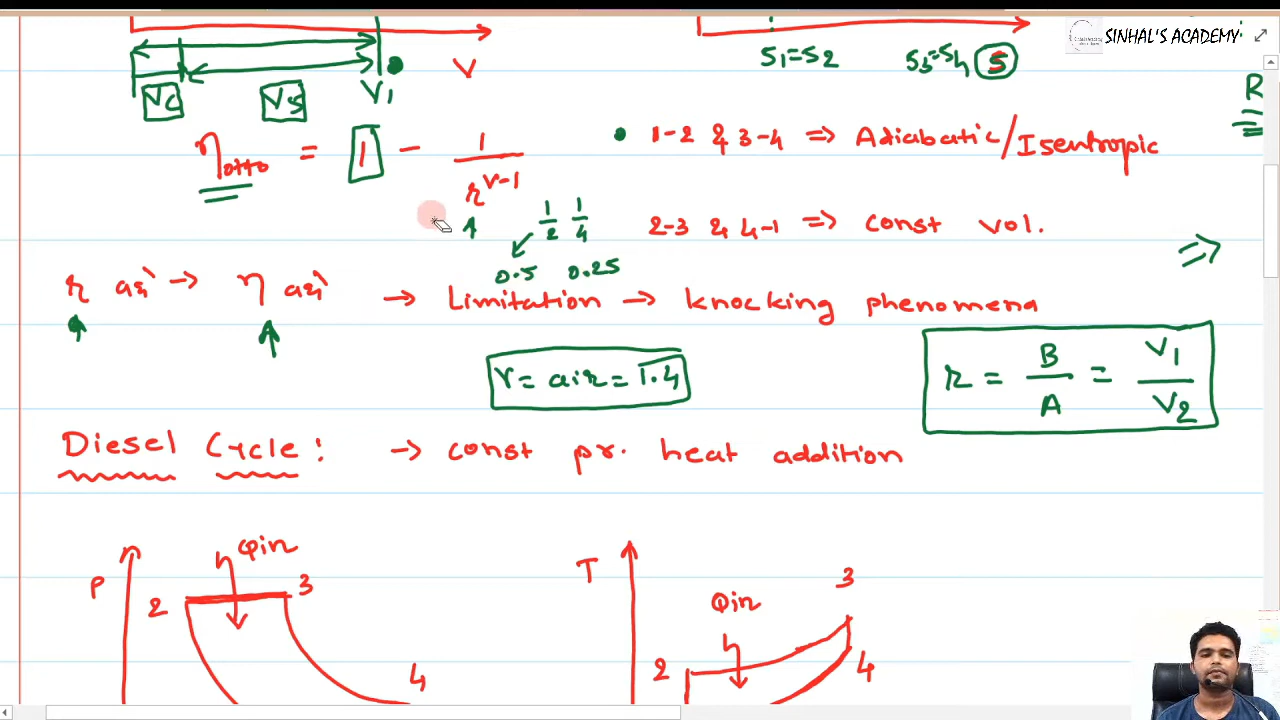 SINHAL'S ACADEMY
S1=S2 S3=S4 S
V
Vc Vs V1
R
ηotto = 1 - 1/r^γ-1
• 1-2 & 3-4 => Adiabatic/Isentropic
1/2 1/4
2-3 & 4-1 => const vol. =>
0.5 0.25
r ası̀ → η ası̀ → Limitation → knocking phenomena
γ = air = 1.4
r = B/A = V1/V2
Diesel Cycle: → const pr. heat addition
P Qin 2 3 4
T Qin 2 3 4